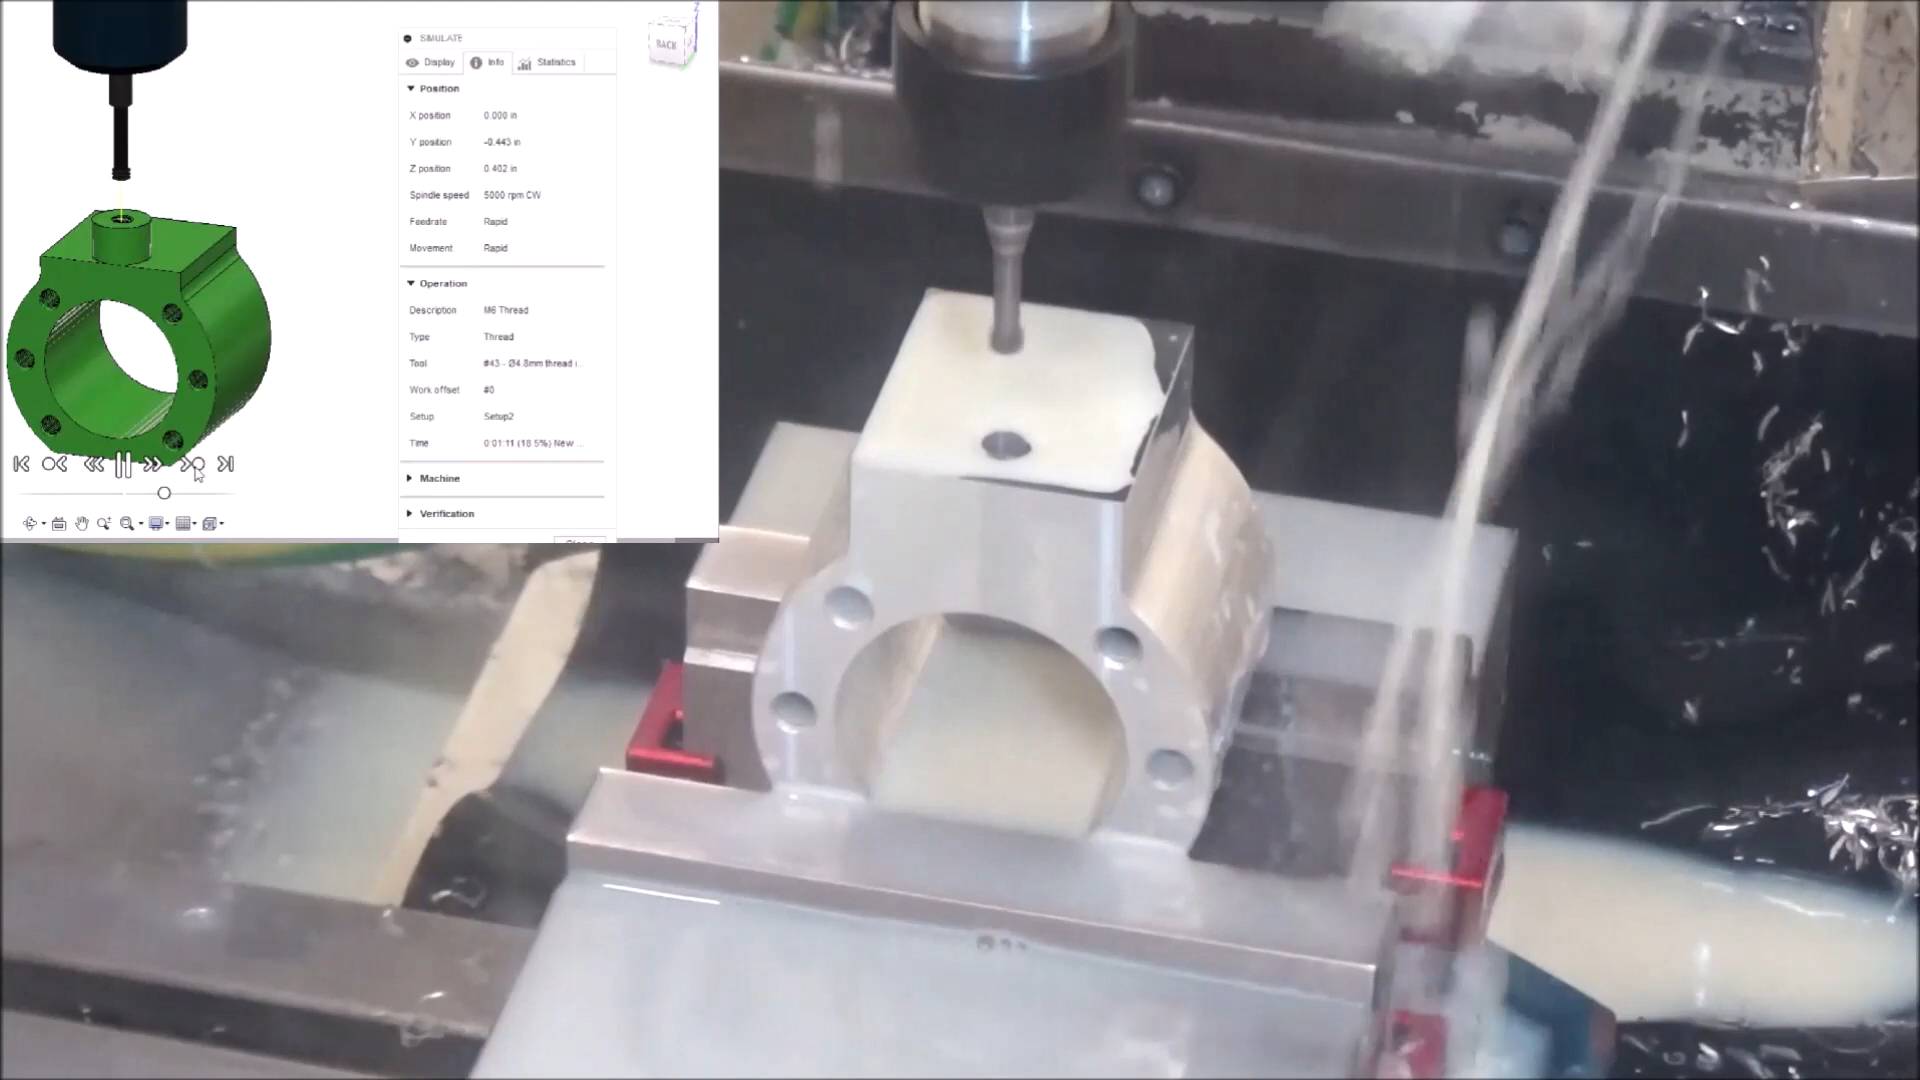 SIMULATE
BACK
Display Info Statistics
Position
X position 0.000 in
Y position -0.443 in
Z position 0.402 in
Spindle speed 5000 rpm CW
Feedrate Rapid
Movement Rapid
Operation
Description M6 Thread
Type Thread
Tool #43 - Ø4.8mm thread i...
Work offset #0
Setup Setup2
Time 0:01:11 (18.5%) New ...
Machine
Verification